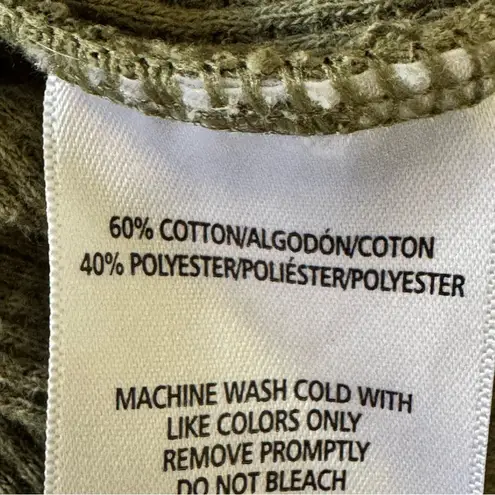 60% COTTON/ALGODÓN/COTON
40% POLYESTER/POLIÉSTER/POLYESTER
MACHINE WASH COLD WITH
LIKE COLORS ONLY
REMOVE PROMPTLY
DO NOT BLEACH